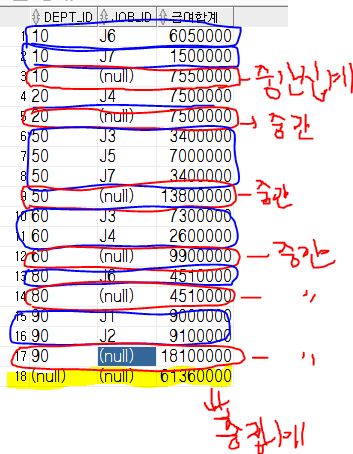 DEPT_ID JOB_ID 급여합계
1 10 J6 6050000
2 10 J7 1500000
3 10 (null) 7550000 - 중간집계
4 20 J4 7500000
5 20 (null) 7500000 → 중간
6 50 J3 3400000
7 50 J5 7000000
8 50 J7 3400000
9 50 (null) 13800000 - 중간
10 60 J3 7300000
11 60 J4 2600000
12 60 (null) 9900000 - 중간
13 80 J6 4510000
14 80 (null) 4510000 - 〃
15 90 J1 9000000
16 90 J2 9100000
17 90 (null) 18100000 - 〃
18 (null) (null) 61360000
총집계